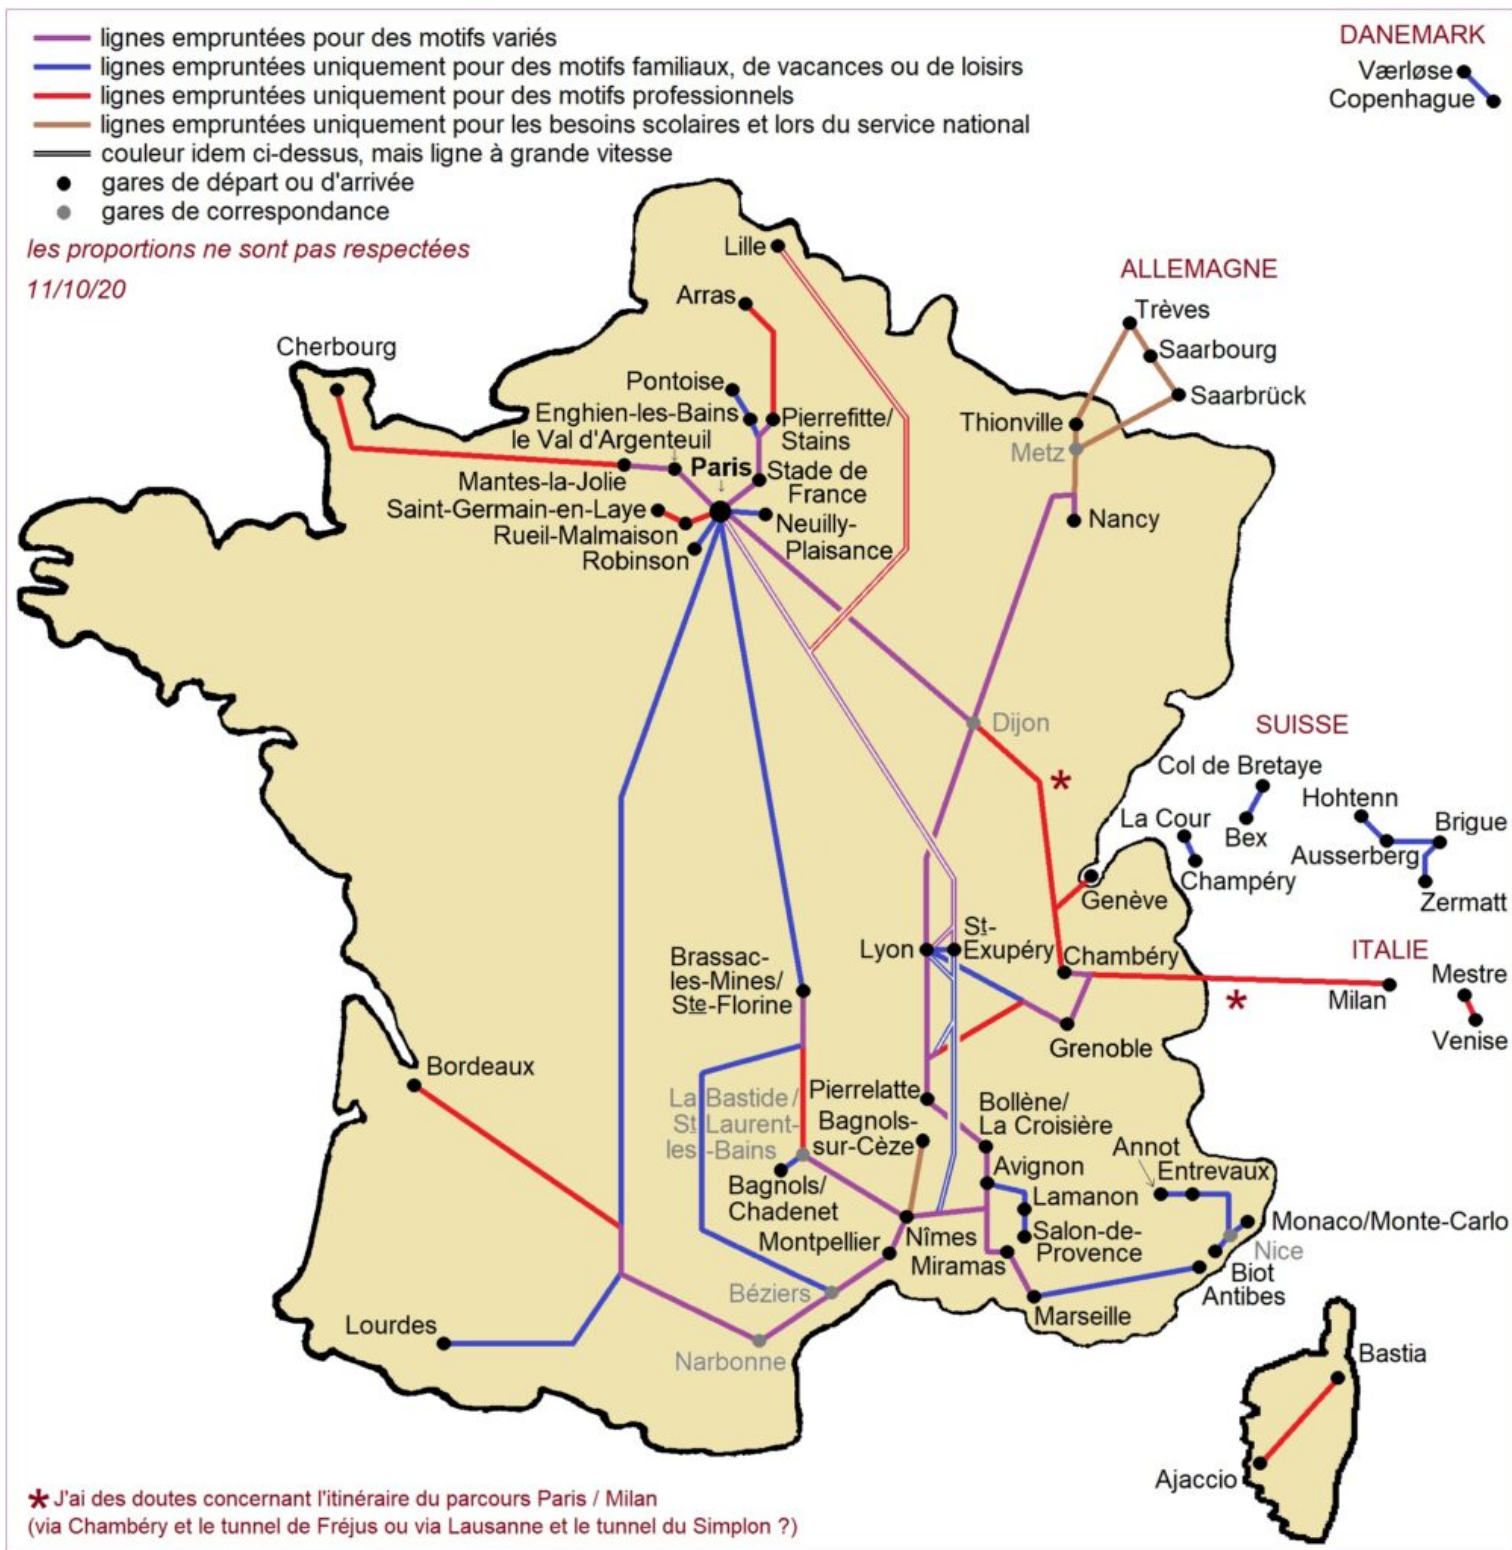 lignes empruntées pour des motifs variés
lignes empruntées uniquement pour des motifs familiaux, de vacances ou de loisirs
lignes empruntées uniquement pour des motifs professionnels
lignes empruntées uniquement pour les besoins scolaires et lors du service national
couleur idem ci-dessus, mais ligne à grande vitesse
gares de départ ou d'arrivée
gares de correspondance
les proportions ne sont pas respectées
11/10/20
DANEMARK
Værløse
Copenhague
Lille
Arras
ALLEMAGNE
Trèves
Saarbourg
Saarbrück
Thionville
Metz
Nancy
Cherbourg
Pontoise
Enghien-les-Bains
le Val d'Argenteuil
Pierrefitte/
Stains
Paris
Mantes-la-Jolie
Stade de
France
Saint-Germain-en-Laye
Rueil-Malmaison
Robinson
Neuilly-
Plaisance
Dijon
*
SUISSE
Col de Bretaye
Bex
La Cour
Champéry
Hohtenn
Ausserberg
Brigue
Zermatt
Genève
Lyon
St-
Exupéry
Chambéry
Grenoble
ITALIE
Milan
*
Mestre
Venise
Brassac-
les-Mines/
Ste-Florine
Bordeaux
La Bastide/
St Laurent-
les-Bains
Pierrelatte
Bagnols-
sur-Cèze
Bollène/
La Croisière
Avignon
Lamanon
Salon-de-
Provence
Annot
Entrevaux
Monaco/Monte-Carlo
Nice
Biot
Antibes
Bagnols/
Chadenet
Montpellier
Nîmes
Miramas
Marseille
Béziers
Narbonne
Lourdes
Bastia
Ajaccio
* J'ai des doutes concernant l'itinéraire du parcours Paris / Milan
(via Chambéry et le tunnel de Fréjus ou via Lausanne et le tunnel du Simplon ?)